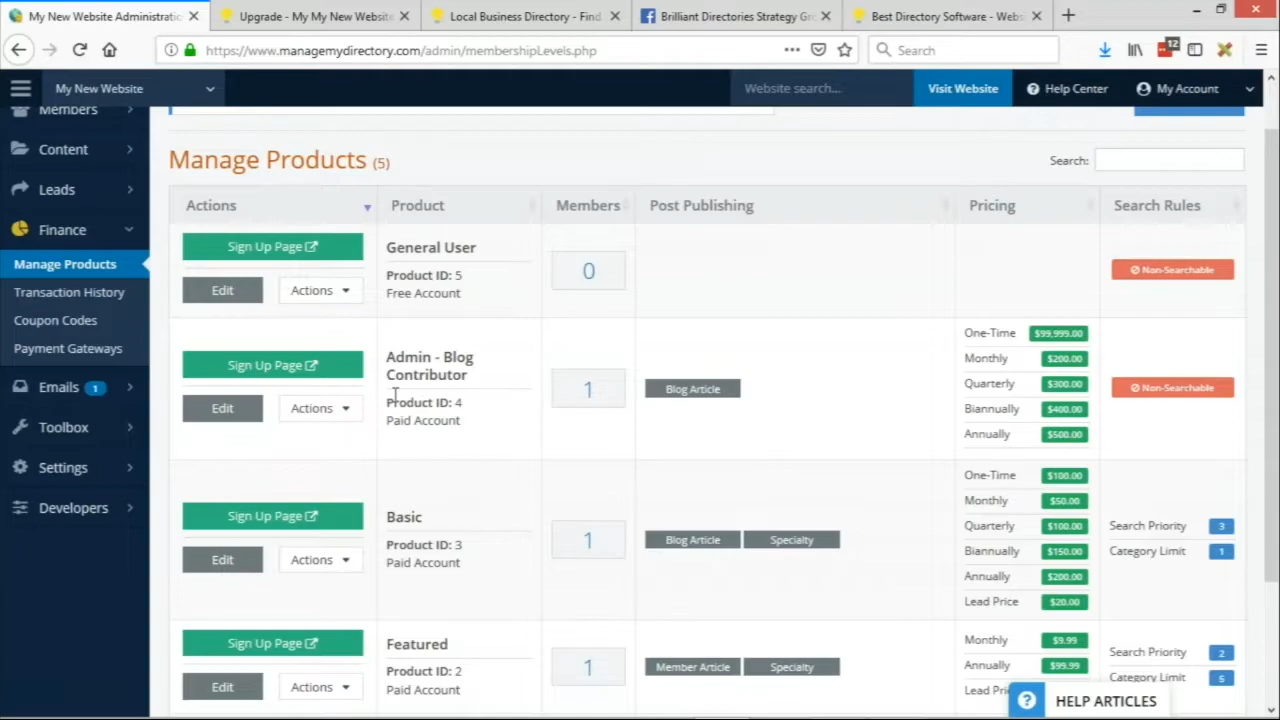 My New Website Administratio
Upgrade - My My New Website
Local Business Directory - Find
Brilliant Directories Strategy Gr
Best Directory Software - Webs
https://www.managemydirectory.com/admin/membershipLevels.php
Search
12
My New Website
Website search...
Visit Website
Help Center
My Account
Members
Content
Leads
Finance
Manage Products
Transaction History
Coupon Codes
Payment Gateways
Emails 1
Toolbox
Settings
Developers
Manage Products (5)
Search:
Actions Product Members Post Publishing Pricing Search Rules
Sign Up Page
Edit Actions
General User
Product ID: 5
Free Account
0
Non-Searchable
Sign Up Page
Edit Actions
Admin - Blog
Contributor
Product ID: 4
Paid Account
1
Blog Article
One-Time $99,999.00
Monthly $200.00
Quarterly $300.00
Biannually $400.00
Annually $500.00
Non-Searchable
Sign Up Page
Edit Actions
Basic
Product ID: 3
Paid Account
1
Blog Article Specialty
One-Time $100.00
Monthly $50.00
Quarterly $100.00
Biannually $150.00
Annually $200.00
Lead Price $20.00
Search Priority 3
Category Limit 1
Sign Up Page
Edit Actions
Featured
Product ID: 2
Paid Account
1
Member Article Specialty
Monthly $9.99
Annually $99.99
Lead Pri
Search Priority 2
Category Limit 5
? HELP ARTICLES